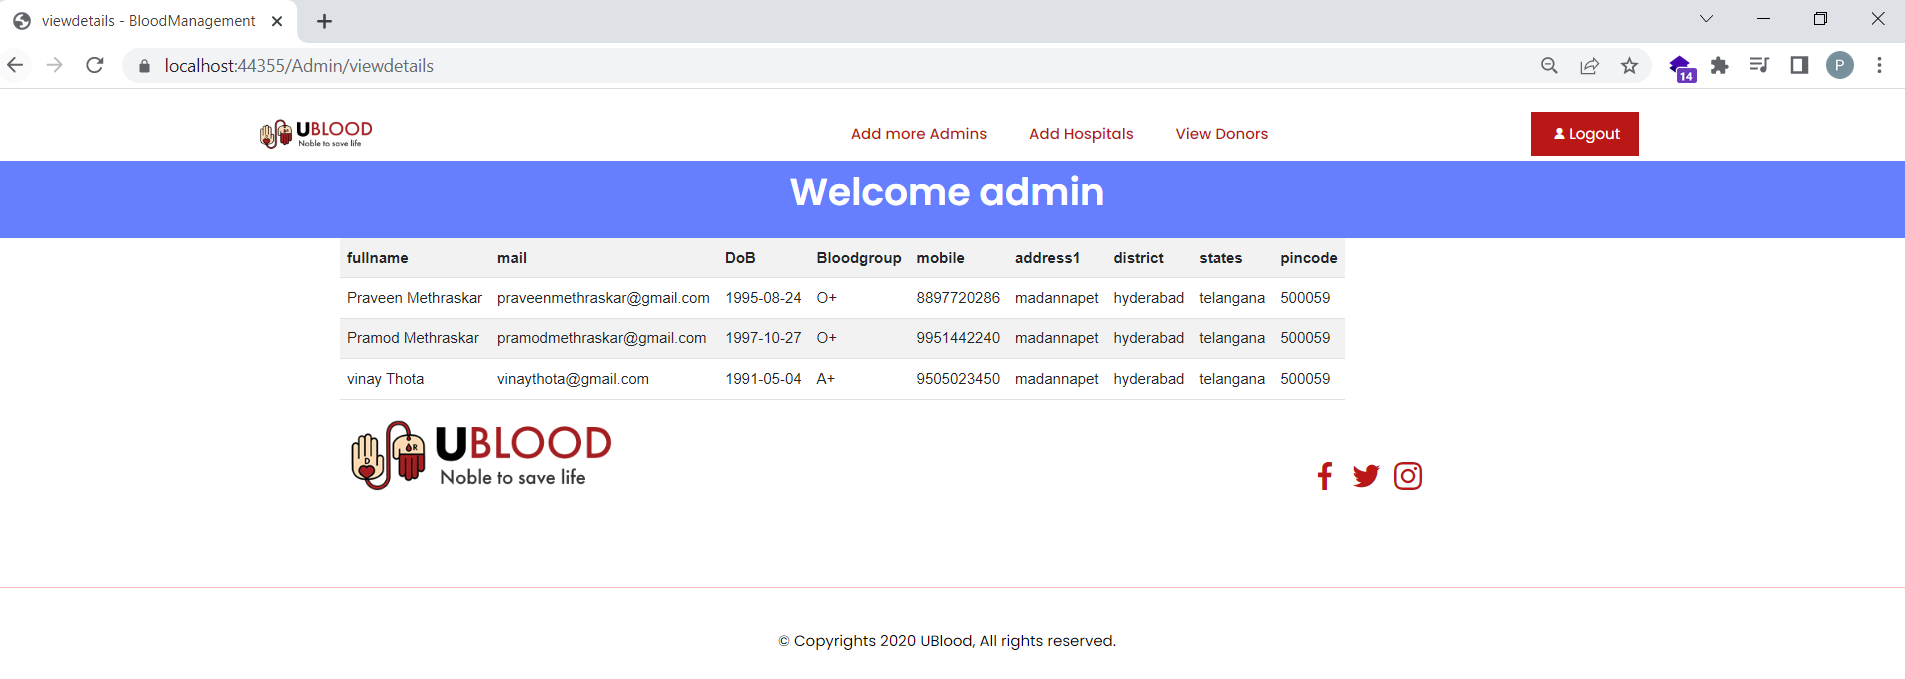 viewdetails - BloodManagement
localhost:44355/Admin/viewdetails
14
P
UBLOOD
Noble to save life
Add more Admins Add Hospitals View Donors
Logout
Welcome admin
fullname mail DoB Bloodgroup mobile address1 district states pincode
Praveen Methraskar praveenmethraskar@gmail.com 1995-08-24 O+ 8897720286 madannapet hyderabad telangana 500059
Pramod Methraskar pramodmethraskar@gmail.com 1997-10-27 O+ 9951442240 madannapet hyderabad telangana 500059
vinay Thota vinaythota@gmail.com 1991-05-04 A+ 9505023450 madannapet hyderabad telangana 500059
D R UBLOOD
Noble to save life
© Copyrights 2020 UBlood, All rights reserved.